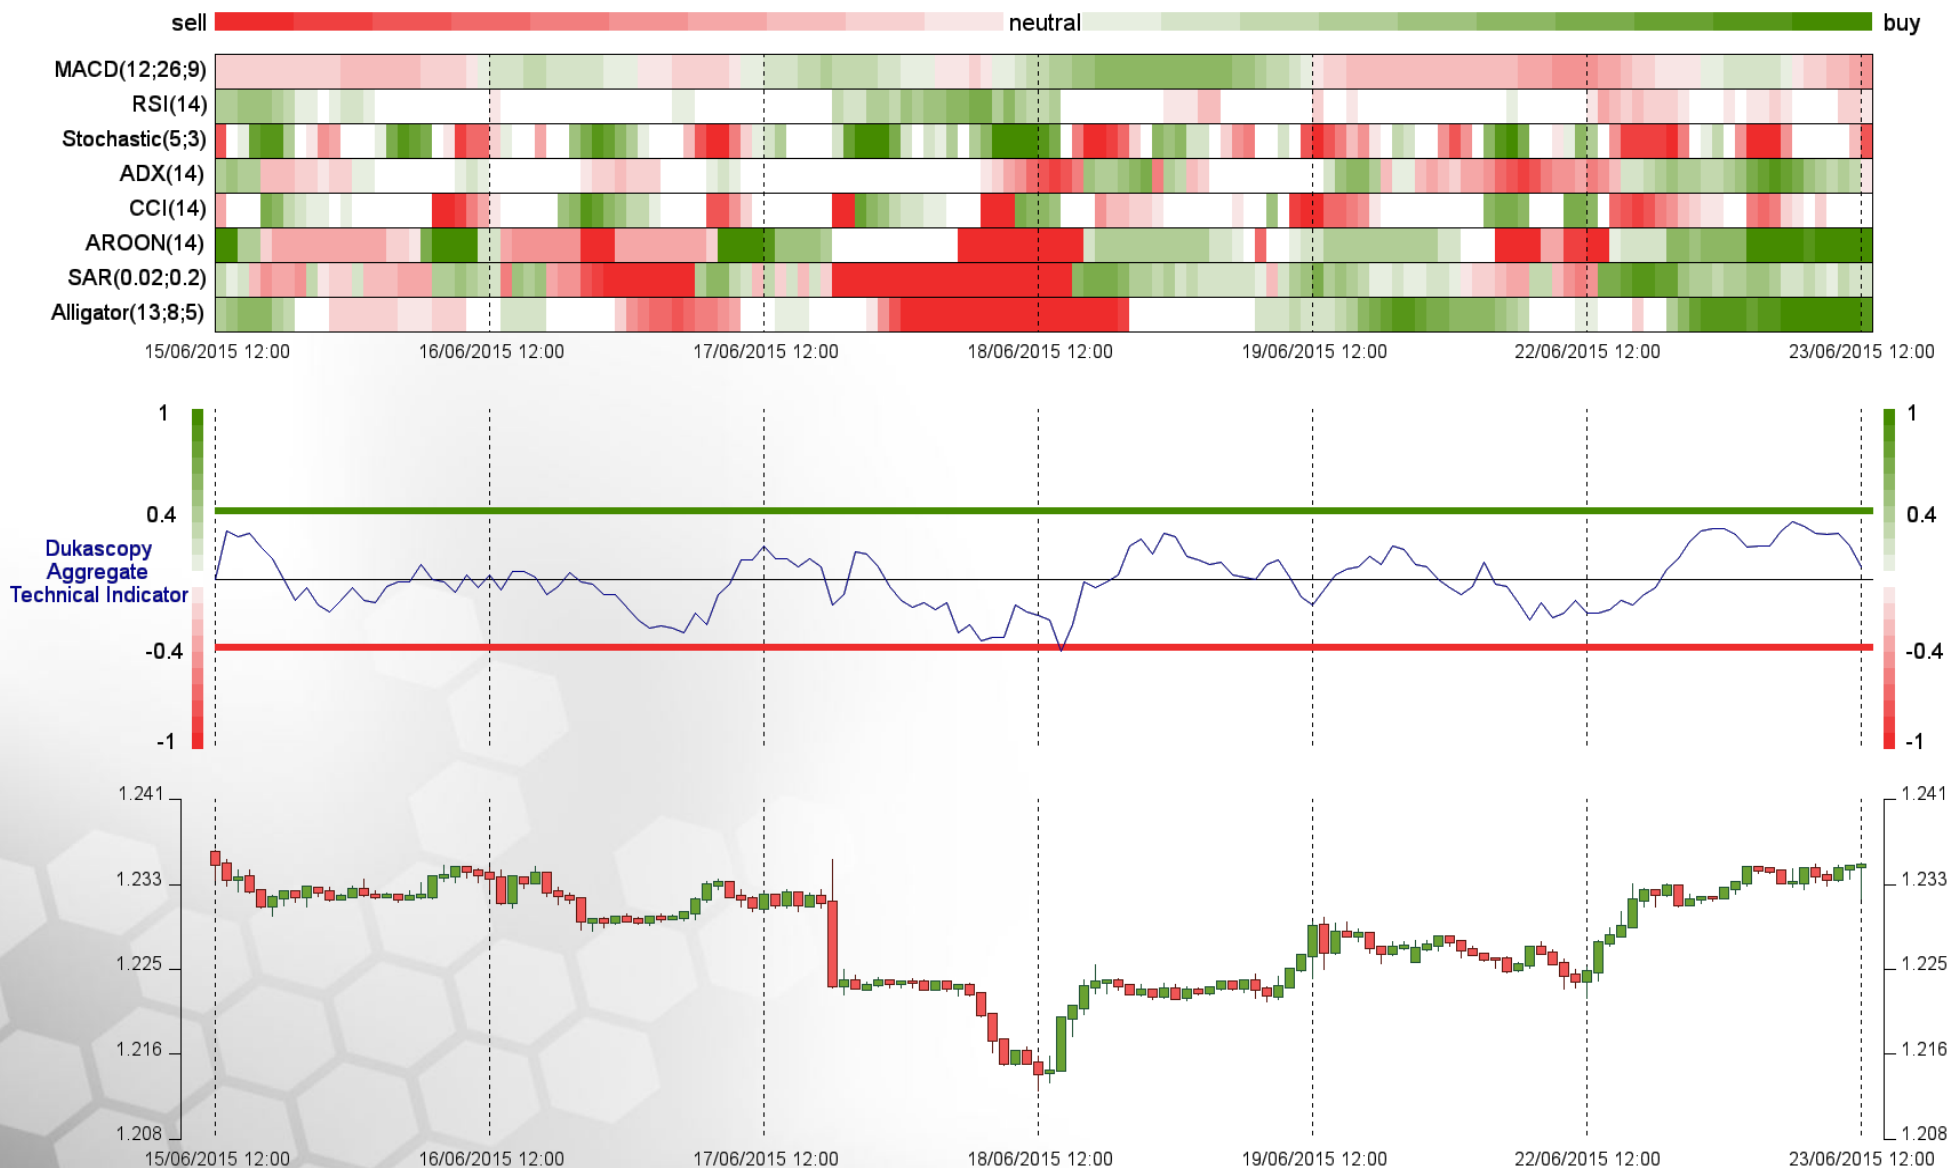 sell neutral buy
MACD(12;26;9)
RSI(14)
Stochastic(5;3)
ADX(14)
CCI(14)
AROON(14)
SAR(0.02;0.2)
Alligator(13;8;5)
15/06/2015 12:00 16/06/2015 12:00 17/06/2015 12:00 18/06/2015 12:00 19/06/2015 12:00 22/06/2015 12:00 23/06/2015 12:00
1 1
0.4 0.4
Dukascopy
Aggregate
Technical Indicator
-0.4 -0.4
-1 -1
1.241 1.241
1.233 1.233
1.225 1.225
1.216 1.216
1.208 1.208
15/06/2015 12:00 16/06/2015 12:00 17/06/2015 12:00 18/06/2015 12:00 19/06/2015 12:00 22/06/2015 12:00 23/06/2015 12:00